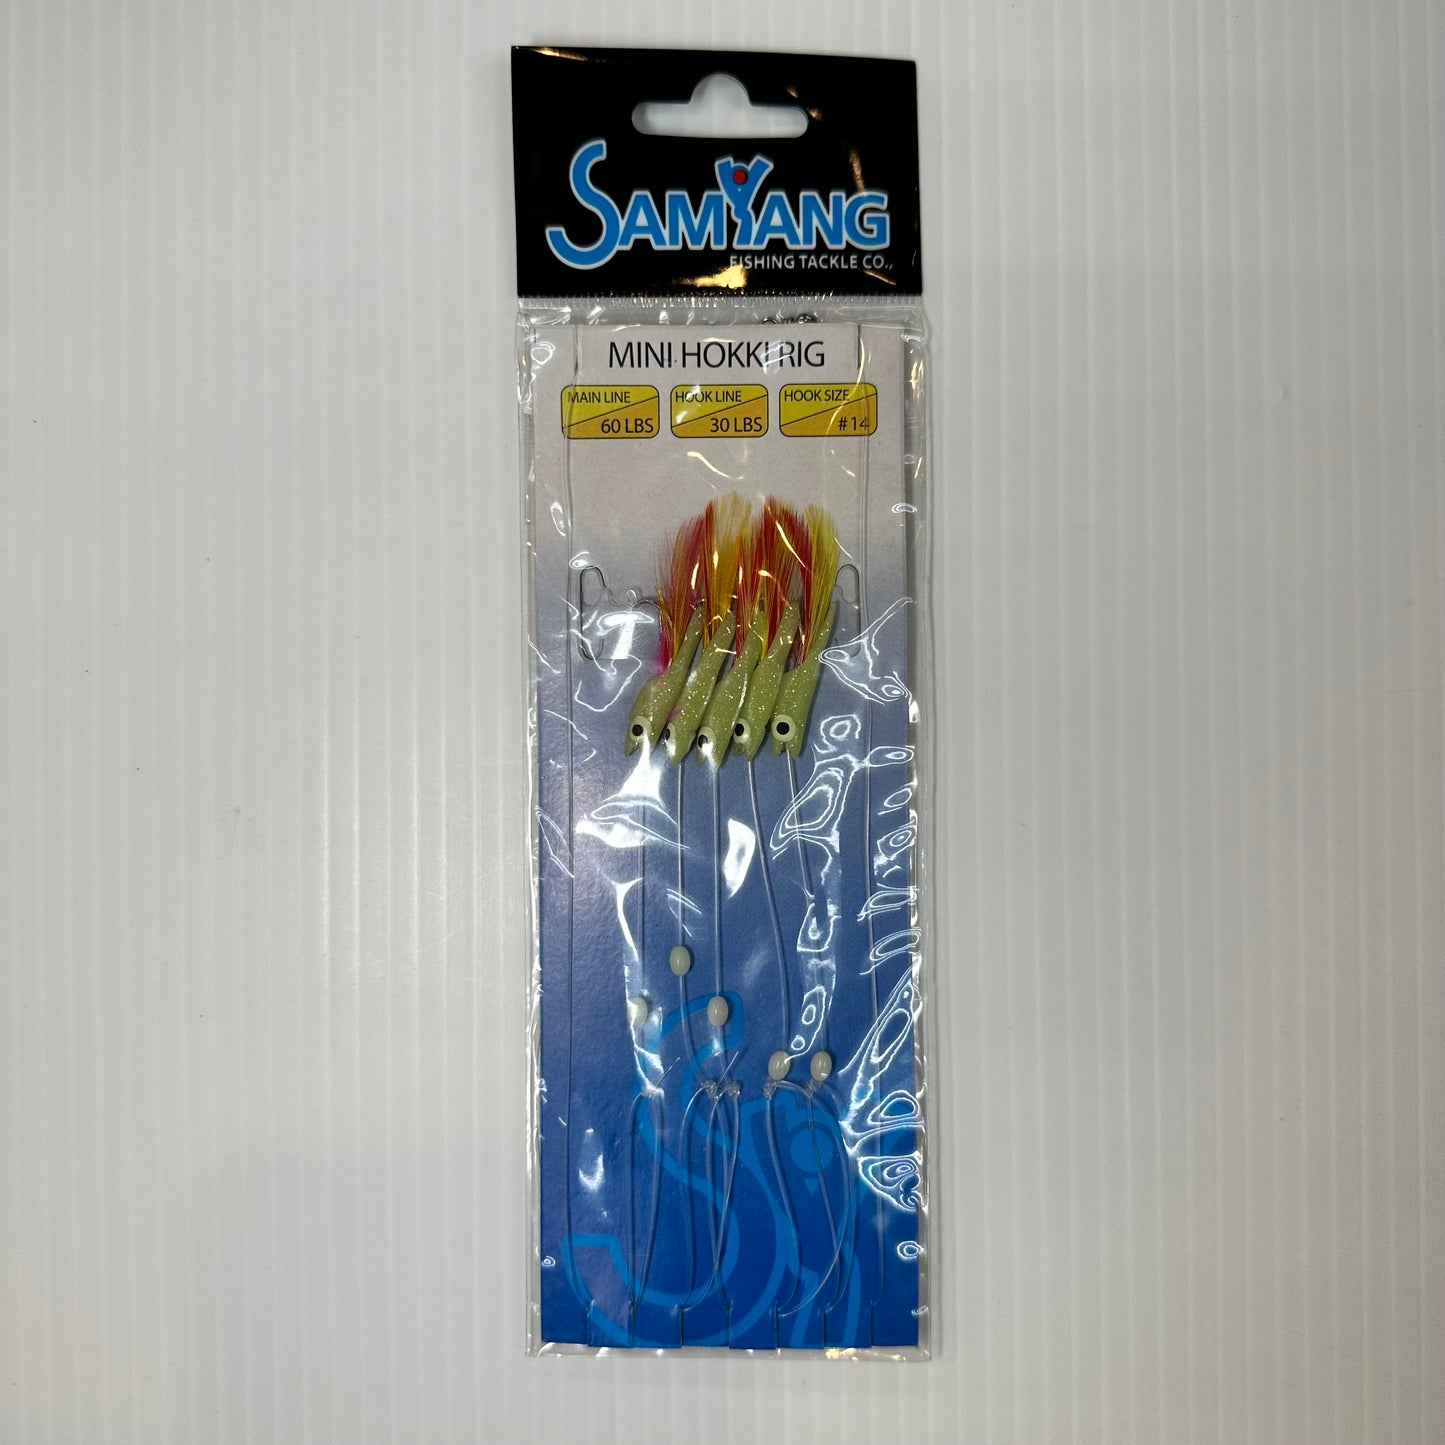 SAMYANG
FISHING TACKLE CO.,
MINI HOKKI RIG
MAIN LINE
60 LBS
HOOK LINE
30 LBS
HOOK SIZE
#14